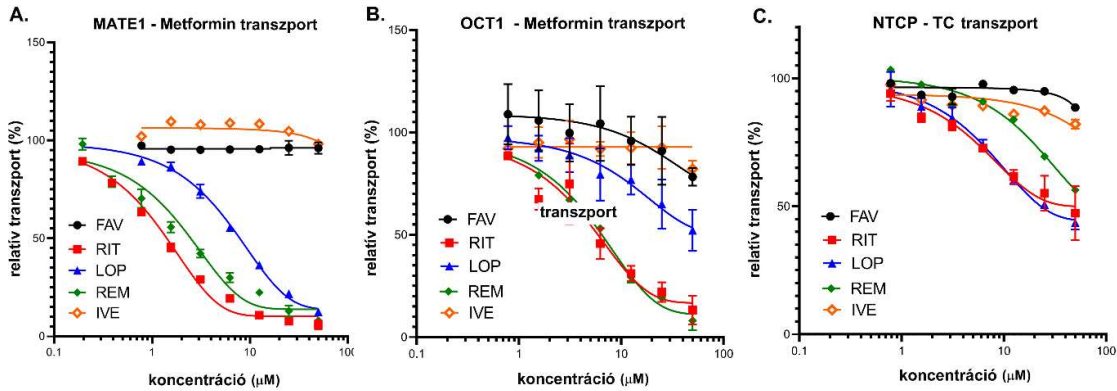 A.
MATE1 - Metformin transzport
relatív transzport (%)
150
100
50
0
0.1
1
10
100
koncentráció (µM)
FAV
RIT
LOP
REM
IVE
B.
OCT1 - Metformin transzport
relatív transzport (%)
150
100
50
0
0.1
1
10
100
koncentráció (µM)
transzport
FAV
RIT
LOP
REM
IVE
C.
NTCP - TC transzport
relatív transzport (%)
100
50
0
0.1
1
10
100
koncentráció (µM)
FAV
RIT
LOP
REM
IVE